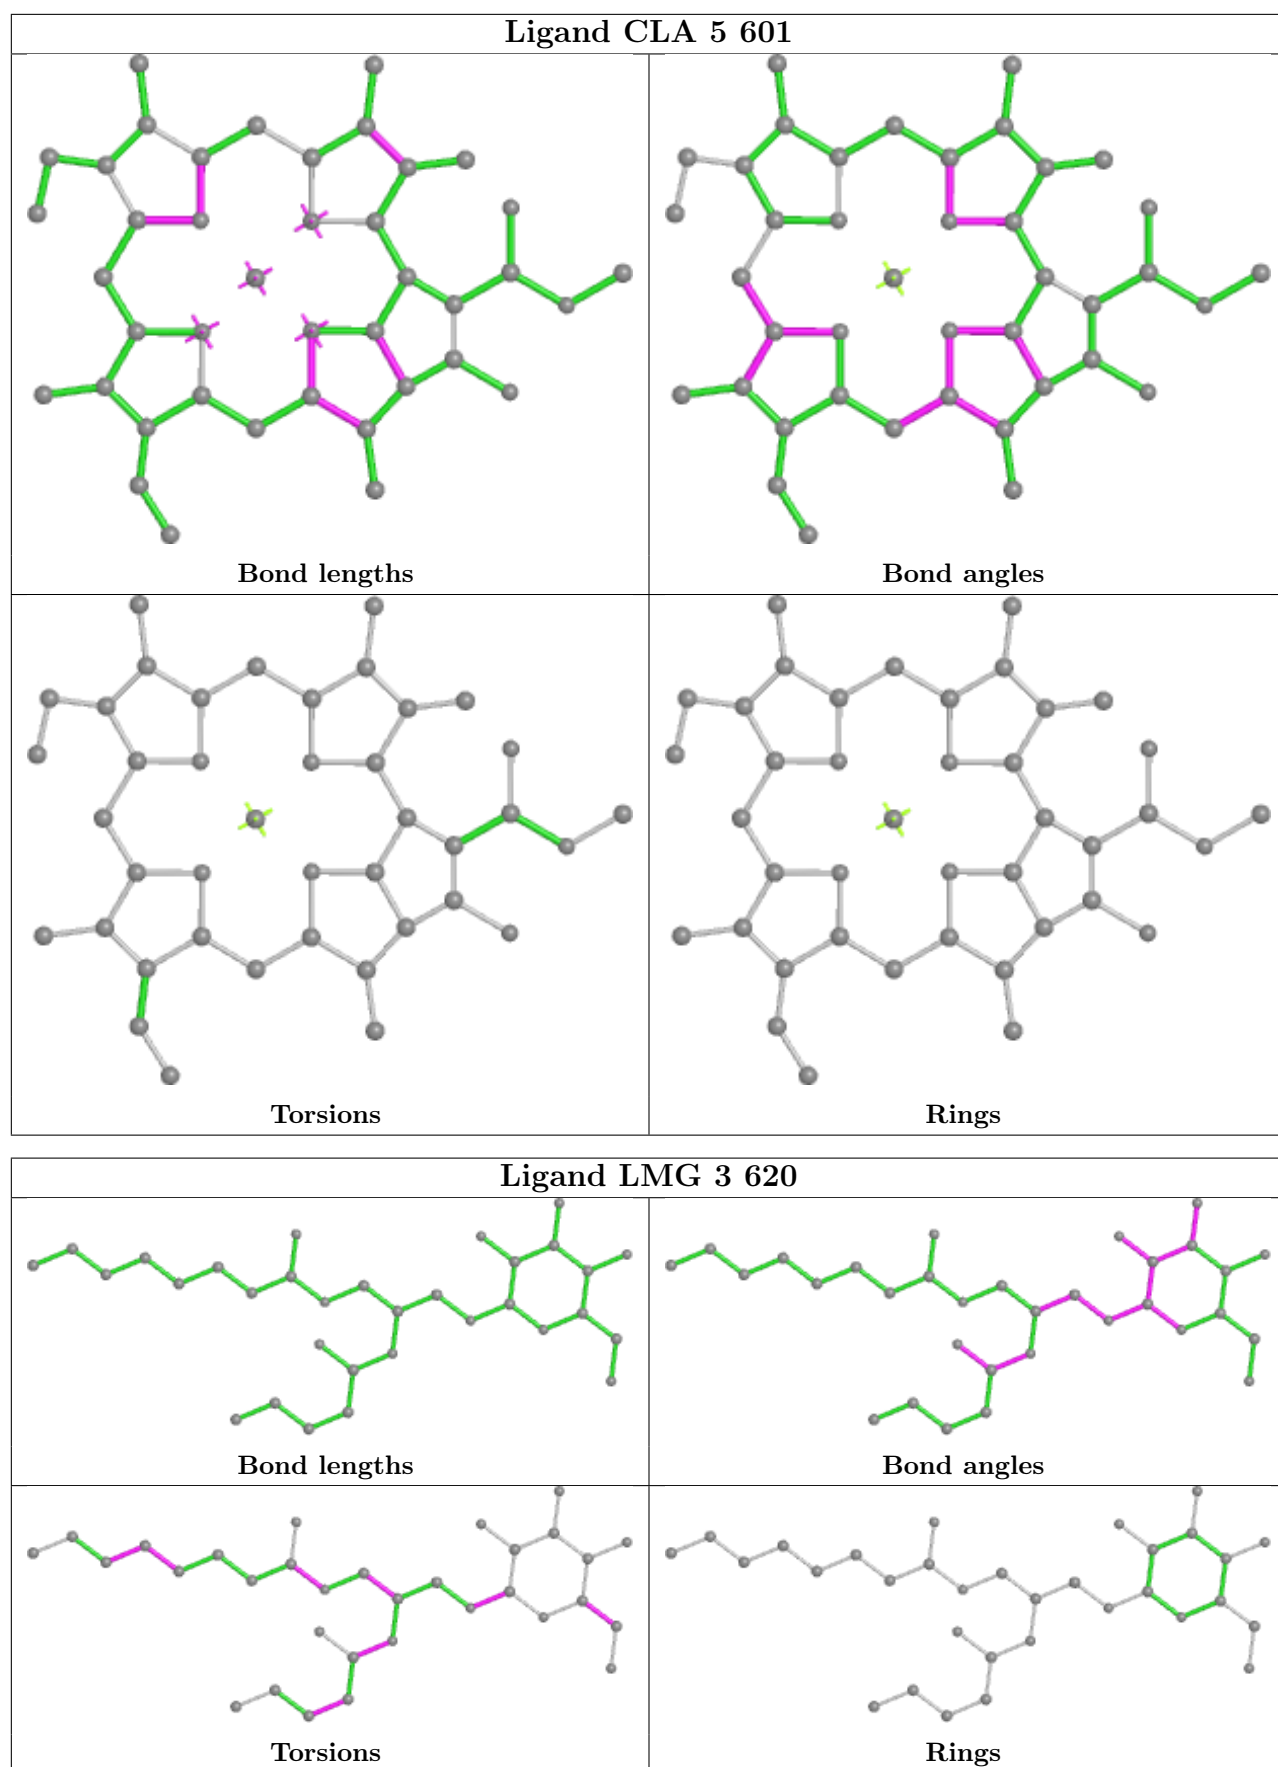 Ligand CLA 5 601
Bond lengths
Bond angles
Torsions
Rings
Ligand LMG 3 620
Bond lengths
Bond angles
Torsions
Rings